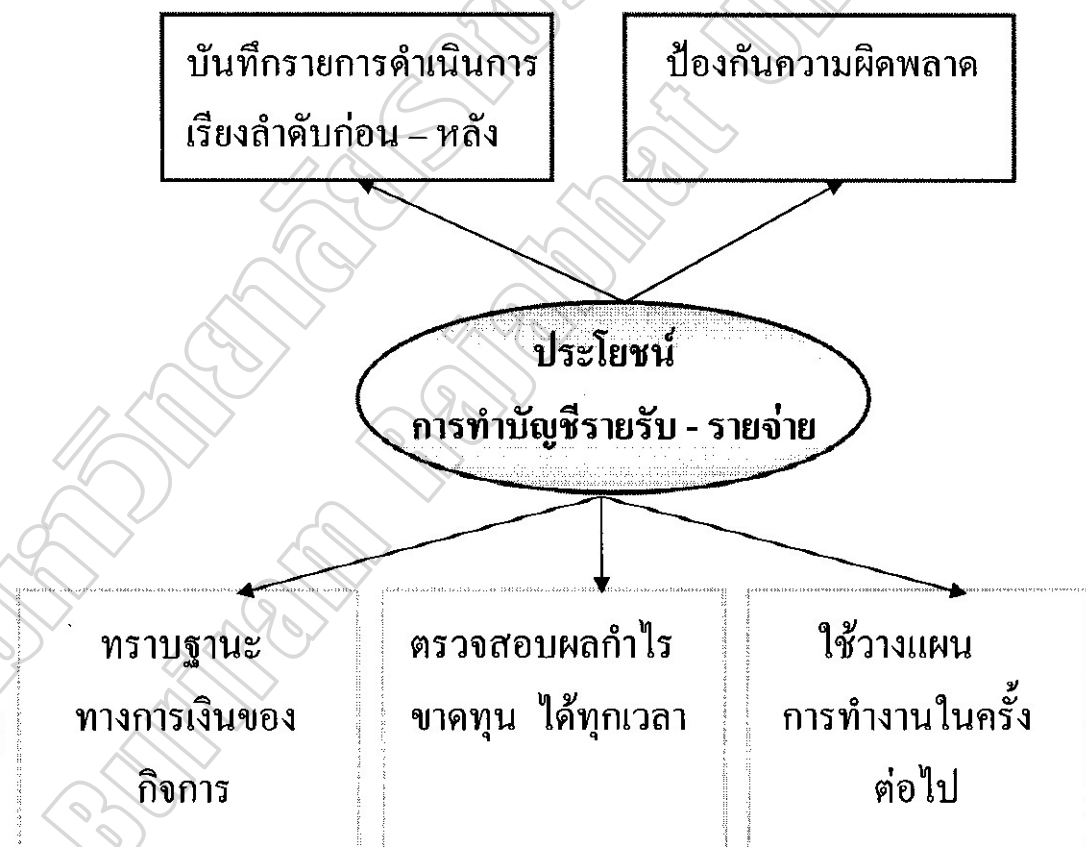 บันทึกรายการดำเนินการ
เรียงลำดับก่อน – หลัง
ป้องกันความผิดพลาด
ประโยชน์
การทำบัญชีรายรับ - รายจ่าย
ทราบฐานะ
ทางการเงินของ
กิจการ
ตรวจสอบผลกำไร
ขาดทุน ได้ทุกเวลา
ใช้วางแผน
การทำงานในครั้ง
ต่อไป
Buriram Rajabhat